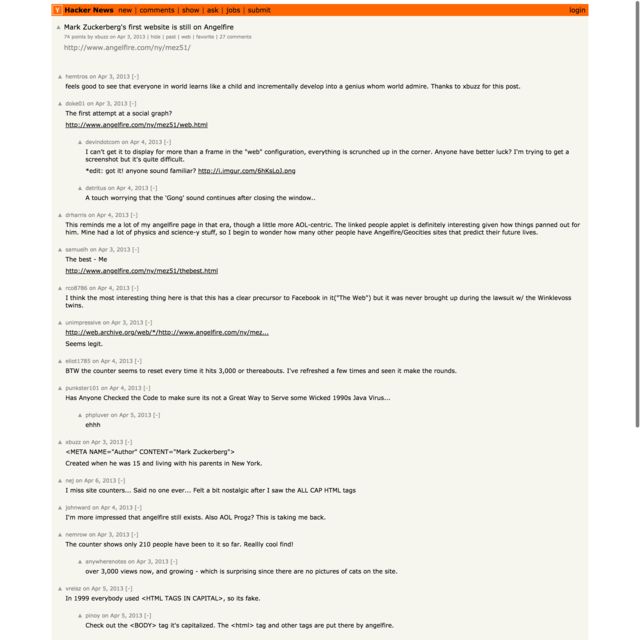 Y Hacker News new | comments | show | ask | jobs | submit login
▲ Mark Zuckerberg's first website is still on Angelfire
74 points by xbuzz on Apr 3, 2013 | hide | past | web | favorite | 27 comments
http://www.angelfire.com/ny/mez51/
▲ hemtros on Apr 3, 2013 [-]
feels good to see that everyone in world learns like a child and incrementally develop into a genius whom world admire. Thanks to xbuzz for this post.
▲ doke01 on Apr 3, 2013 [-]
The first attempt at a social graph?
http://www.angelfire.com/ny/mez51/web.html
▲ devindotcom on Apr 4, 2013 [-]
I can't get it to display for more than a frame in the "web" configuration, everything is scrunched up in the corner. Anyone have better luck? I'm trying to get a
screenshot but it's quite difficult.
*edit: got it! anyone sound familiar? http://i.imgur.com/6hKsLoJ.png
▲ detritus on Apr 4, 2013 [-]
A touch worrying that the 'Gong' sound continues after closing the window..
▲ drharris on Apr 4, 2013 [-]
This reminds me a lot of my angelfire page in that era, though a little more AOL-centric. The linked people applet is definitely interesting given how things panned out for
him. Mine had a lot of physics and science-y stuff, so I begin to wonder how many other people have Angelfire/Geocities sites that predict their future lives.
▲ samuelh on Apr 3, 2013 [-]
The best - Me
http://www.angelfire.com/ny/mez51/thebest.html
▲ rco8786 on Apr 4, 2013 [-]
I think the most interesting thing here is that this has a clear precursor to Facebook in it("The Web") but it was never brought up during the lawsuit w/ the Winklevoss
twins.
▲ unimpressive on Apr 3, 2013 [-]
http://web.archive.org/web/*/http://www.angelfire.com/ny/mez...
Seems legit.
▲ eliot1785 on Apr 4, 2013 [-]
BTW the counter seems to reset every time it hits 3,000 or thereabouts. I've refreshed a few times and seen it make the rounds.
▲ punkster101 on Apr 4, 2013 [-]
Has Anyone Checked the Code to make sure its not a Great Way to Serve some Wicked 1990s Java Virus...
▲ phpluver on Apr 5, 2013 [-]
ehhh
▲ xbuzz on Apr 3, 2013 [-]
<META NAME="Author" CONTENT="Mark Zuckerberg">
Created when he was 15 and living with his parents in New York.
▲ nej on Apr 6, 2013 [-]
I miss site counters... Said no one ever... Felt a bit nostalgic after I saw the ALL CAP HTML tags
▲ johnward on Apr 4, 2013 [-]
I'm more impressed that angelfire still exists. Also AOL Progz? This is taking me back.
▲ nemrow on Apr 3, 2013 [-]
The counter shows only 210 people have been to it so far. Reallly cool find!
▲ anywherenotes on Apr 3, 2013 [-]
over 3,000 views now, and growing - which is surprising since there are no pictures of cats on the site.
▲ vreisz on Apr 5, 2013 [-]
In 1999 everybody used <HTML TAGS IN CAPITAL>, so its fake.
▲ pinoy on Apr 5, 2013 [-]
Check out the <BODY> tag it's capitalized. The <html> tag and other tags are put there by angelfire.